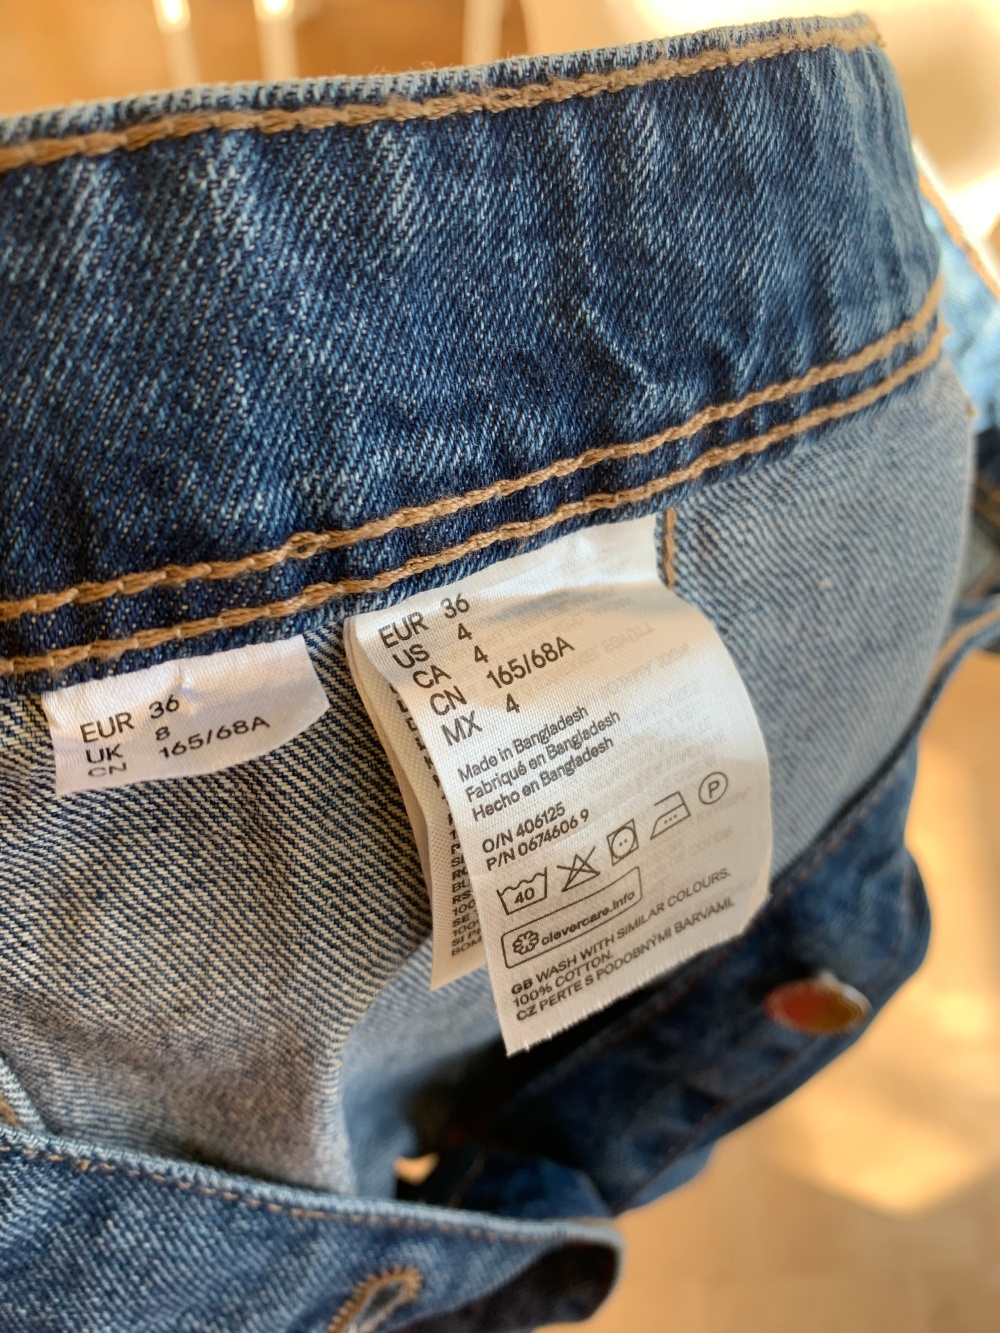 EUR 36
UK 8
CN 165/68A
EUR 36
US 4
CA 4
CN 165/68A
MX 4
Made in Bangladesh
Fabriqué en Bangladesh
Hecho en Bangladesh
O/N 406125
P/N 0674606 9
40
P
clevercare.info
GB WASH WITH SIMILAR COLOURS.
100% COTTON.
CZ PERTE S PODOBNÝMI BARVAMI.